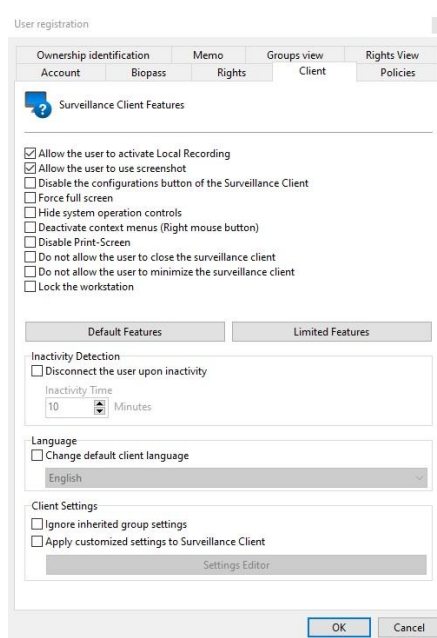 User registration
Ownership identification Memo Groups view Rights View
Account Biopass Rights Client Policies
Surveillance Client Features
Allow the user to activate Local Recording
Allow the user to use screenshot
Disable the configurations button of the Surveillance Client
Force full screen
Hide system operation controls
Deactivate context menus (Right mouse button)
Disable Print-Screen
Do not allow the user to close the surveillance client
Do not allow the user to minimize the surveillance client
Lock the workstation
Default Features Limited Features
Inactivity Detection
Disconnect the user upon inactivity
Inactivity Time
10 Minutes
Language
Change default client language
English
Client Settings
Ignore inherited group settings
Apply customized settings to Surveillance Client
Settings Editor
OK Cancel